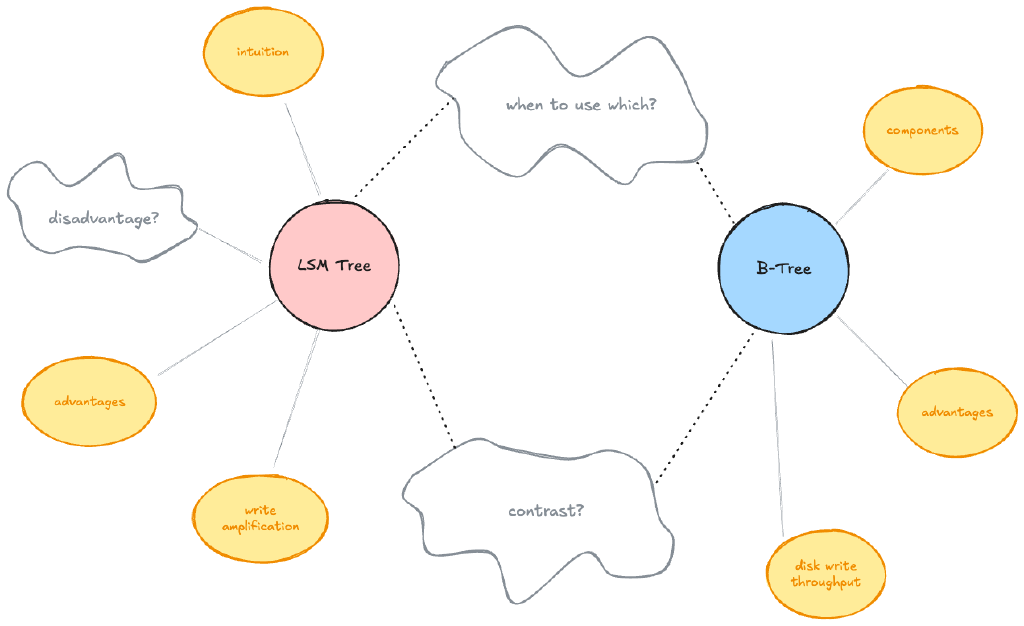 intuition
when to use which?
components
disadvantage?
LSM Tree
B-Tree
advantages
advantages
write
amplification
contrast?
disk write
throughput